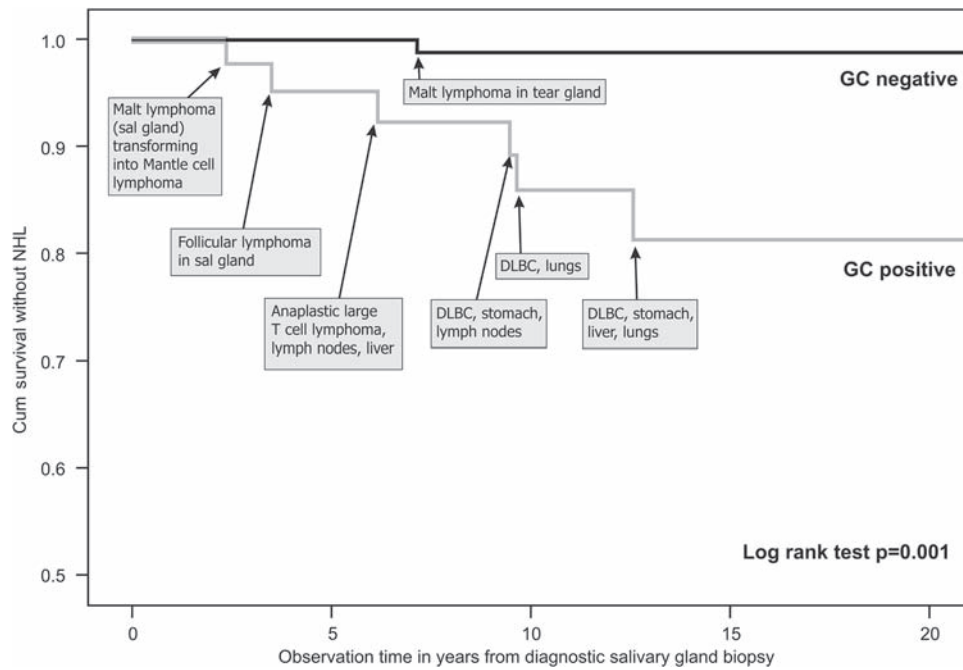 1.0
0.9
0.8
0.7
0.6
0.5
Cum survival without NHL
Malt lymphoma in tear gland
GC negative
Malt lymphoma
(sal gland)
transforming
into Mantle cell
lymphoma
Follicular lymphoma
in sal gland
DLBC, lungs
GC positive
Anaplastic large
T cell lymphoma,
lymph nodes, liver
DLBC, stomach,
lymph nodes
DLBC, stomach,
liver, lungs
Log rank test p=0.001
0 5 10 15 20
Observation time in years from diagnostic salivary gland biopsy